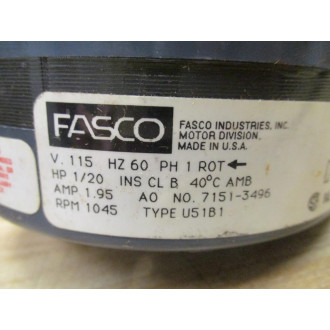 FASCO
FASCO INDUSTRIES, INC.
MOTOR DIVISION,
MADE IN U.S.A.
V. 115 HZ 60 PH 1 ROT ←
HP 1/20 INS CL B 40°C AMB
AMP. 1.95 AO NO. 7151-3496
RPM 1045 TYPE U51B1